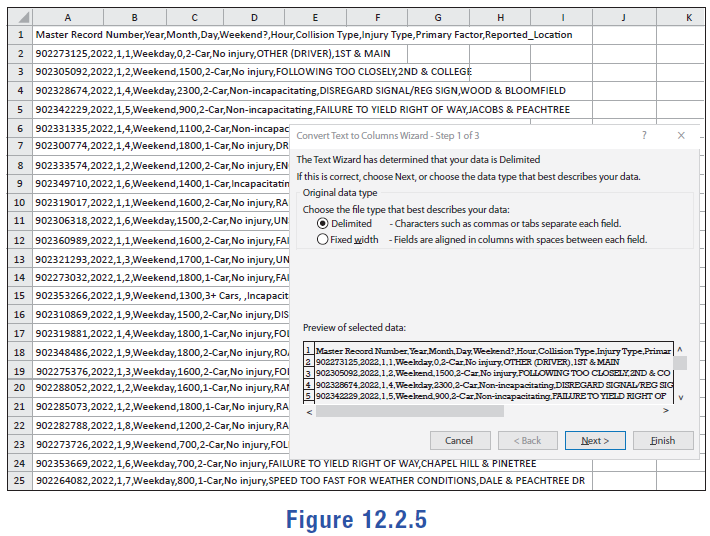 A B C D E F G H I J K
1 Master Record Number,Year,Month,Day,Weekend?,Hour,Collision Type,Injury Type,Primary Factor,Reported_Location
2 902273125,2022,1,1,Weekday,0,2-Car,No injury,OTHER (DRIVER),1ST & MAIN
3 902305092,2022,1,2,Weekend,1500,2-Car,No injury,FOLLOWING TOO CLOSELY,2ND & COLLEGE
4 902328674,2022,1,4,Weekday,2300,2-Car,Non-incapacitating,DISREGARD SIGNAL/REG SIGN,WOOD & BLOOMFIELD
5 902342229,2022,1,5,Weekend,900,2-Car,Non-incapacitating,FAILURE TO YIELD RIGHT OF WAY,JACOBS & PEACHTREE
6 902331335,2022,1,4,Weekend,1100,2-Car,Non-incapac
7 902300774,2022,1,4,Weekend,1800,1-Car,No injury,DR
8 902333574,2022,1,2,Weekend,1200,2-Car,No injury,EN
9 902349710,2022,1,6,Weekend,1400,1-Car,Incapacitatin
10 902319017,2022,1,1,Weekend,1600,2-Car,No injury,RA
11 902306318,2022,1,6,Weekday,1500,2-Car,No injury,UN
12 902360989,2022,1,1,Weekend,1600,2-Car,No injury,FAI
13 902321293,2022,1,3,Weekend,1700,1-Car,No injury,UN
14 902273032,2022,1,2,Weekend,1800,1-Car,No injury,FAI
15 902353266,2022,1,9,Weekend,1300,3+ Cars, ,Incapacit
16 902310869,2022,1,9,Weekday,1500,2-Car,No injury,DIS
17 902319881,2022,1,4,Weekday,1800,1-Car,No injury,FOL
18 902348486,2022,1,9,Weekday,1800,2-Car,No injury,RO
19 902275376,2022,1,3,Weekday,1600,2-Car,No injury,FOI
20 902288052,2022,1,2,Weekday,1600,1-Car,No injury,RAN
21 902285073,2022,1,2,Weekend,1800,1-Car,No injury,RA
22 902282788,2022,1,8,Weekend,1200,2-Car,No injury,RA
23 902273726,2022,1,9,Weekend,700,2-Car,No injury,FOL
24 902353669,2022,1,6,Weekday,700,2-Car,No injury,FAILURE TO YIELD RIGHT OF WAY,CHAPEL HILL & PINETREE
25 902264082,2022,1,7,Weekday,800,1-Car,No injury,SPEED TOO FAST FOR WEATHER CONDITIONS,DALE & PEACHTREE DR
Convert Text to Columns Wizard - Step 1 of 3 ? ×
The Text Wizard has determined that your data is Delimited
If this is correct, choose Next, or choose the data type that best describes your data.
Original data type
Choose the file type that best describes your data:
Delimited - Characters such as commas or tabs separate each field.
Fixed width - Fields are aligned in columns with spaces between each field.
Preview of selected data:
1 Master Record Number,Year,Month,Day,Weekend?,Hour,Collision Type,Injury Type,Primar
2 902273125,2022,1,1,Weekday,0,2-Car,No injury,OTHER (DRIVER),1ST & MAIN
3 902305092,2022,1,2,Weekend,1500,2-Car,No injury,FOLLOWING TOO CLOSELY,2ND & CO
4 902328674,2022,1,4,Weekday,2300,2-Car,Non-incapacitating,DISREGARD SIGNAL/REG SIG
5 902342229,2022,1,5,Weekend,900,2-Car,Non-incapacitating,FAILURE TO YIELD RIGHT OF
Cancel < Back Next > Finish
Figure 12.2.5